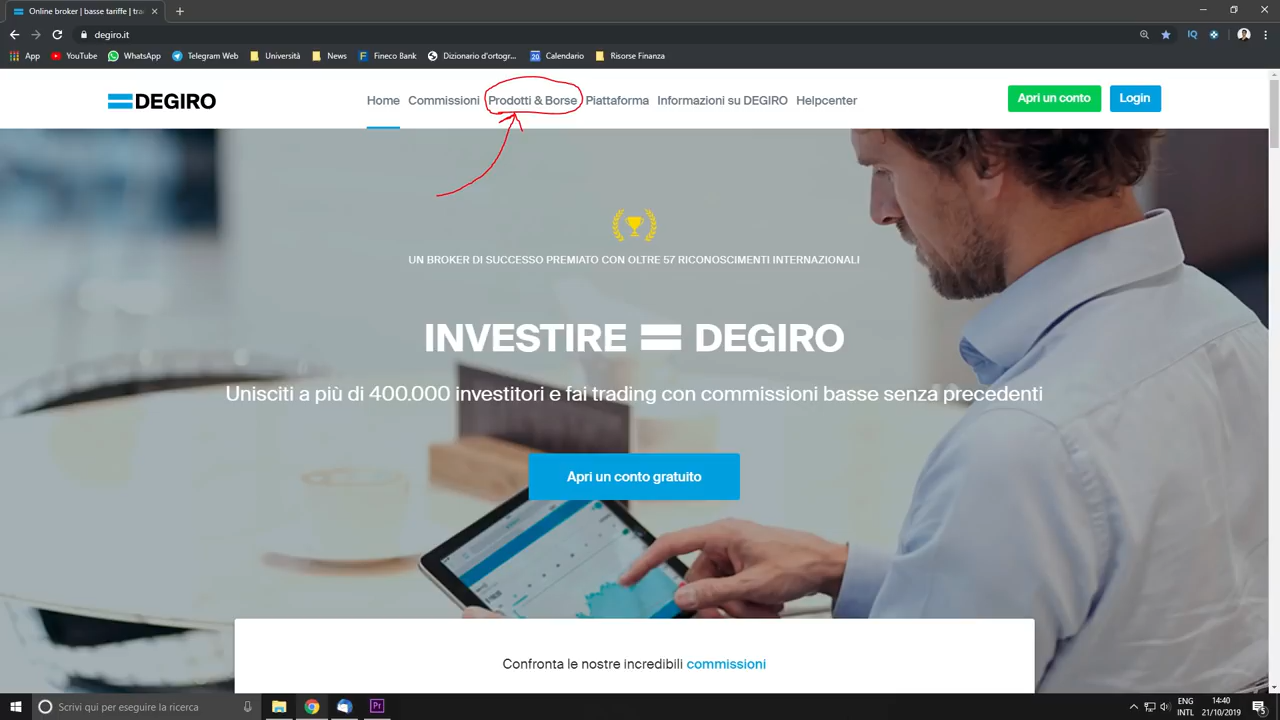 Online broker | basse tariffe | tra
degiro.it
App
YouTube
WhatsApp
Telegram Web
Università
News
Fineco Bank
Dizionario d'ortogr...
Calendario
Risorse Finanza
DEGIRO
Home
Commissioni
Prodotti & Borse
Piattaforma
Informazioni su DEGIRO
Helpcenter
Apri un conto
Login
UN BROKER DI SUCCESSO PREMIATO CON OLTRE 57 RICONOSCIMENTI INTERNAZIONALI
INVESTIRE = DEGIRO
Unisciti a più di 400.000 investitori e fai trading con commissioni basse senza precedenti
Apri un conto gratuito
Confronta le nostre incredibili commissioni
Scrivi qui per eseguire la ricerca
Pr
ENG
INTL
14:40
21/10/2019
5